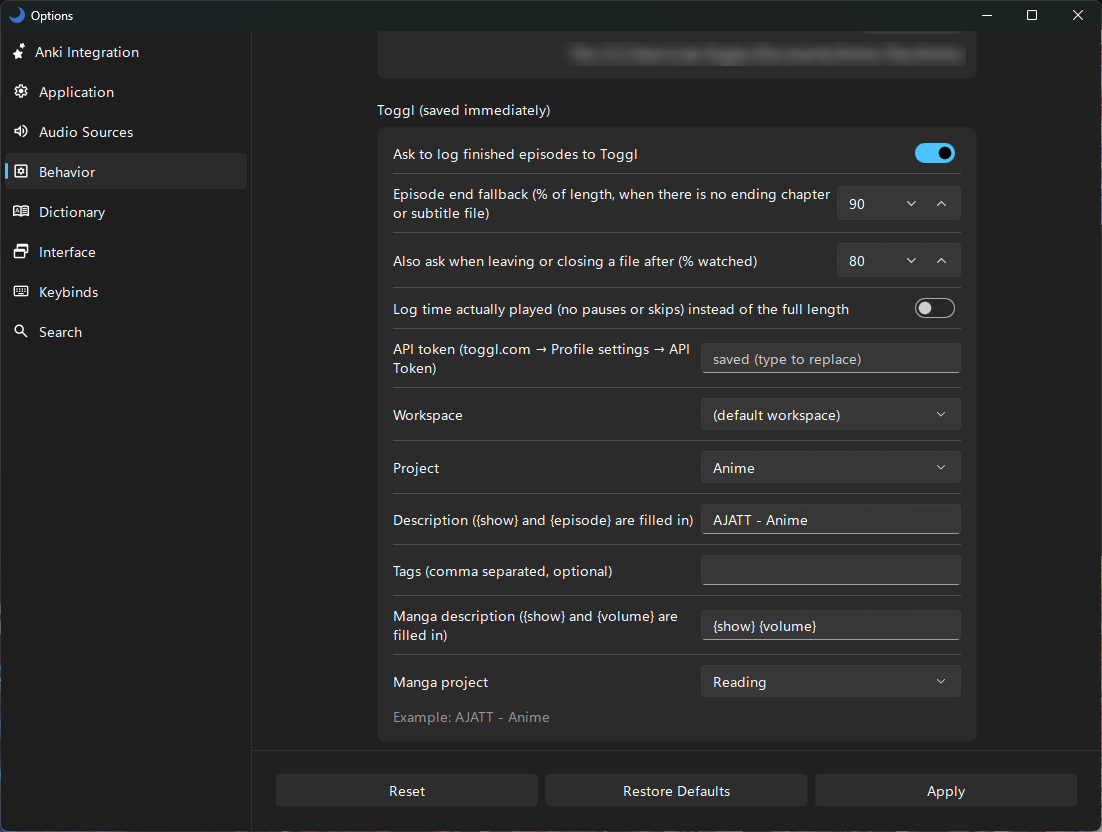 Options
Anki Integration
Application
Audio Sources
Behavior
Dictionary
Interface
Keybinds
Search
Toggl (saved immediately)
Ask to log finished episodes to Toggl
Episode end fallback (% of length, when there is no ending chapter
or subtitle file)
90
Also ask when leaving or closing a file after (% watched)
80
Log time actually played (no pauses or skips) instead of the full length
API token (toggl.com → Profile settings → API
Token)
saved (type to replace)
Workspace
(default workspace)
Project
Anime
Description ({show} and {episode} are filled in)
AJATT - Anime
Tags (comma separated, optional)
Manga description ({show} and {volume} are
filled in)
{show} {volume}
Manga project
Reading
Example: AJATT - Anime
Reset
Restore Defaults
Apply